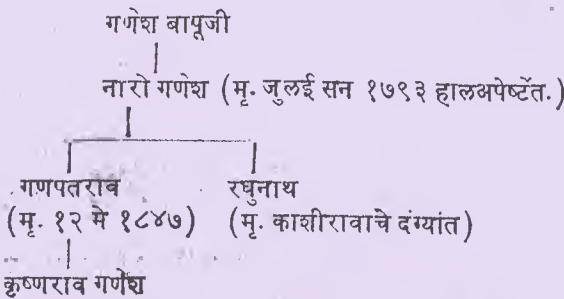 गणेश बापूजी
नारो गणेश (मृ. जुलई सन १७९३ हालअपेष्टेंत.)
गणपतराव रघुनाथ
(मृ. १२ मे १८४७) (मृ. काशीरावाचे दंग्यांत)
कृष्णराव गणेश